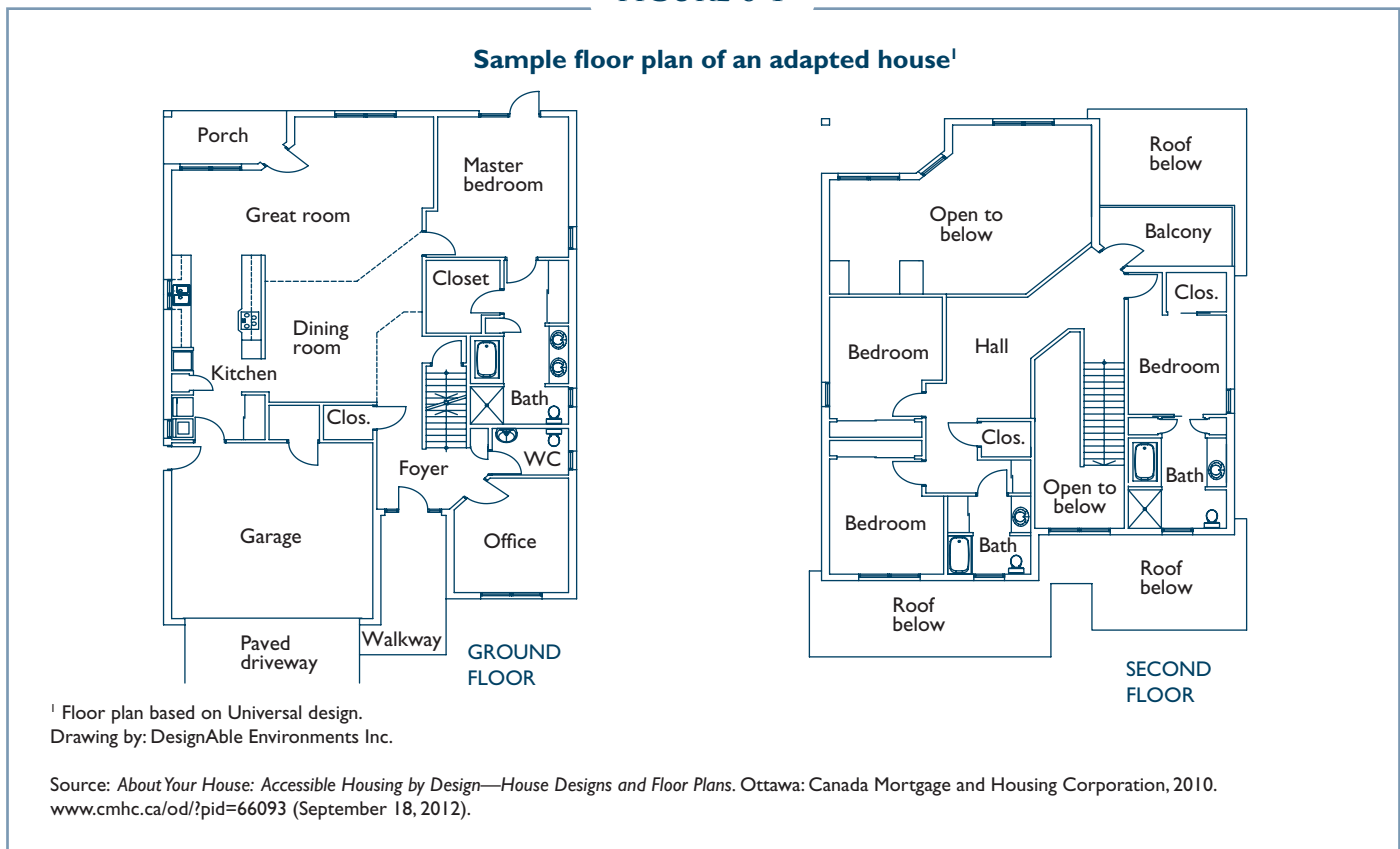 Sample floor plan of an adapted house¹
Porch
Great room
Master
bedroom
Closet
Dining
room
Kitchen
Clos.
Bath
WC
Foyer
Garage
Office
Paved
driveway
Walkway
GROUND
FLOOR
Roof
below
Open to
below
Balcony
Clos.
Bedroom
Hall
Bedroom
Clos.
Bath
Open to
below
Bedroom
Bath
Roof
below
Roof
below
SECOND
FLOOR
¹ Floor plan based on Universal design.
Drawing by: DesignAble Environments Inc.
Source: About Your House: Accessible Housing by Design—House Designs and Floor Plans. Ottawa: Canada Mortgage and Housing Corporation, 2010.
www.cmhc.ca/od/?pid=66093 (September 18, 2012).